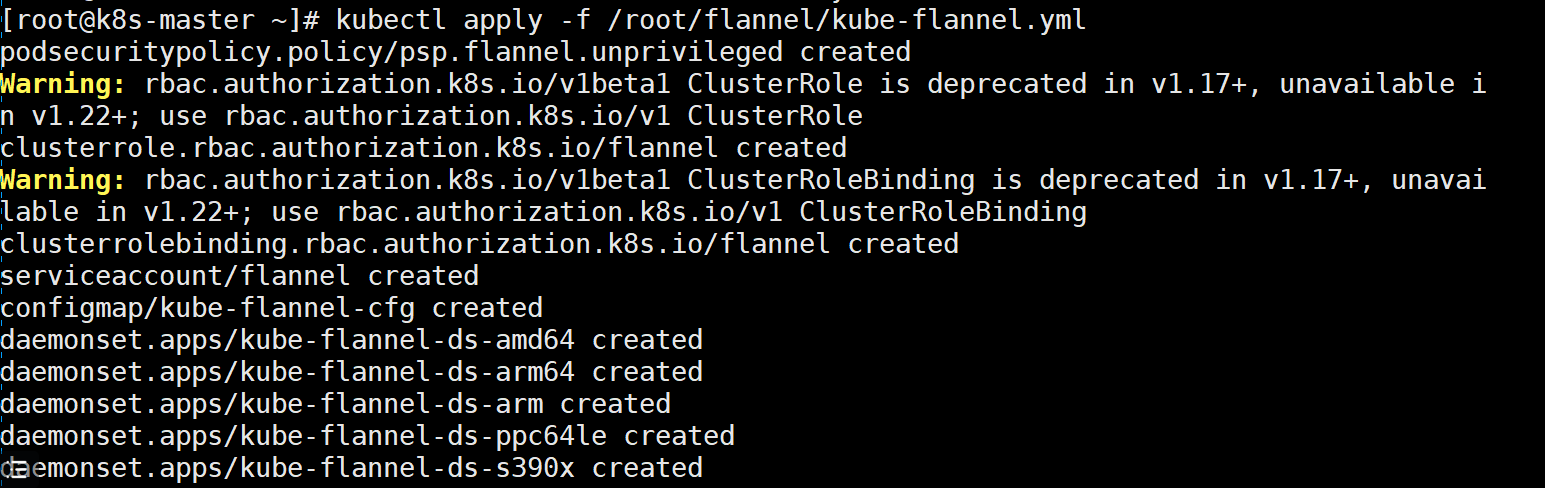 [root@k8s-master ~]# kubectl apply -f /root/flannel/kube-flannel.yml
podsecuritypolicy.policy/psp.flannel.unprivileged created
Warning: rbac.authorization.k8s.io/v1beta1 ClusterRole is deprecated in v1.17+, unavailable i
n v1.22+; use rbac.authorization.k8s.io/v1 ClusterRole
clusterrole.rbac.authorization.k8s.io/flannel created
Warning: rbac.authorization.k8s.io/v1beta1 ClusterRoleBinding is deprecated in v1.17+, unavai
lable in v1.22+; use rbac.authorization.k8s.io/v1 ClusterRoleBinding
clusterrolebinding.rbac.authorization.k8s.io/flannel created
serviceaccount/flannel created
configmap/kube-flannel-cfg created
daemonset.apps/kube-flannel-ds-amd64 created
daemonset.apps/kube-flannel-ds-arm64 created
daemonset.apps/kube-flannel-ds-arm created
daemonset.apps/kube-flannel-ds-ppc64le created
daemonset.apps/kube-flannel-ds-s390x created